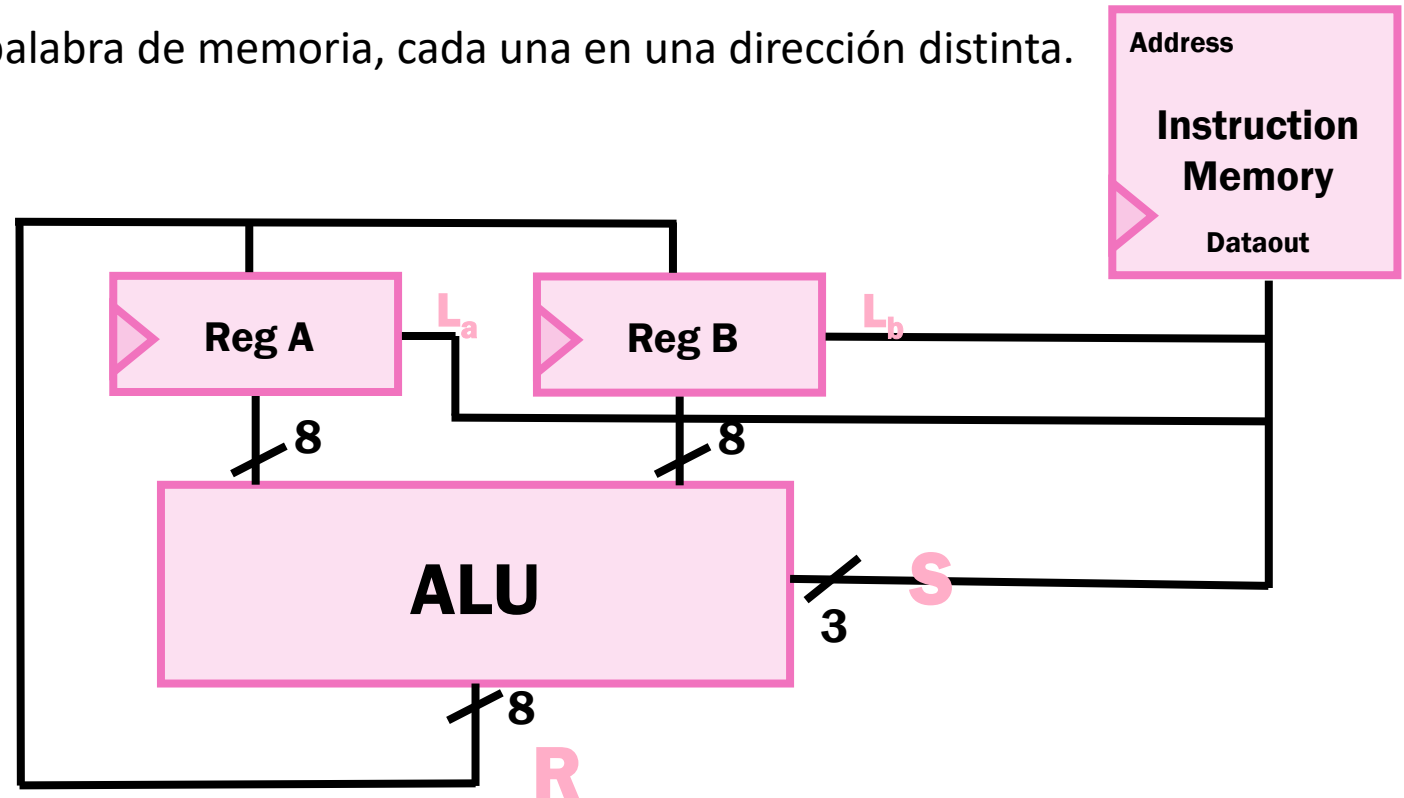 palabra de memoria, cada una en una dirección distinta.
Address
Instruction
Memory
Dataout
Reg A
La
Reg B
Lb
8
8
ALU
S
3
8
R